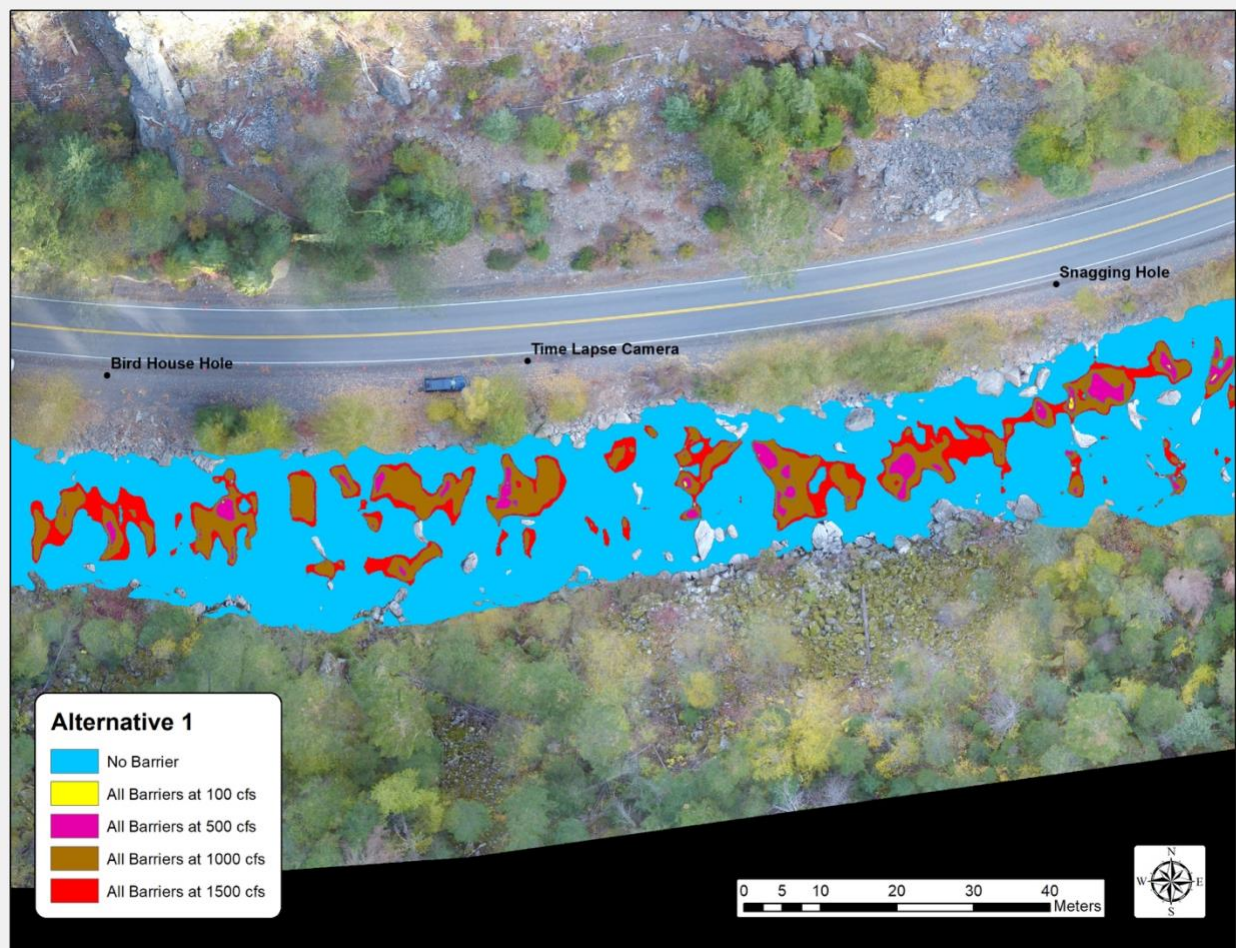 Snagging Hole
Time Lapse Camera
Bird House Hole
Alternative 1
No Barrier
All Barriers at 100 cfs
All Barriers at 500 cfs
All Barriers at 1000 cfs
All Barriers at 1500 cfs
0 5 10 20 30 40
Meters
N
W E
S